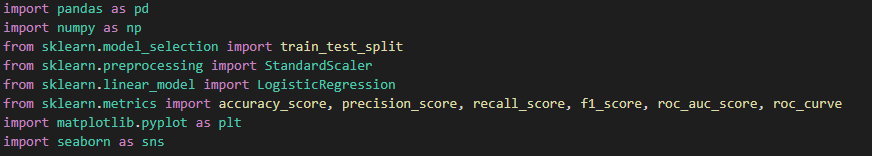 import pandas as pd
import numpy as np
from sklearn.model_selection import train_test_split
from sklearn.preprocessing import StandardScaler
from sklearn.linear_model import LogisticRegression
from sklearn.metrics import accuracy_score, precision_score, recall_score, f1_score, roc_auc_score, roc_curve
import matplotlib.pyplot as plt
import seaborn as sns